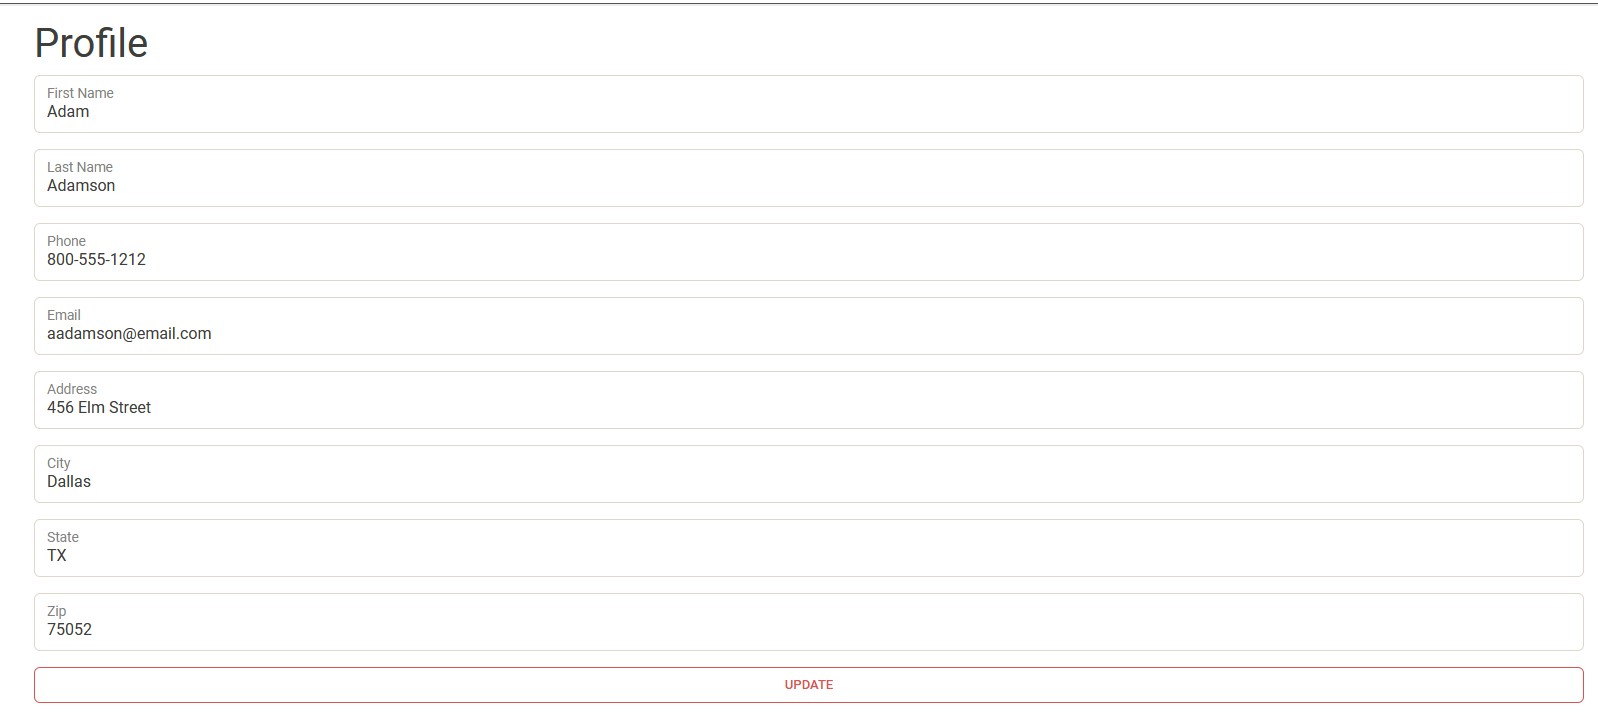 Profile
First Name
Adam
Last Name
Adamson
Phone
800-555-1212
Email
aadamson@email.com
Address
456 Elm Street
City
Dallas
State
TX
Zip
75052
UPDATE